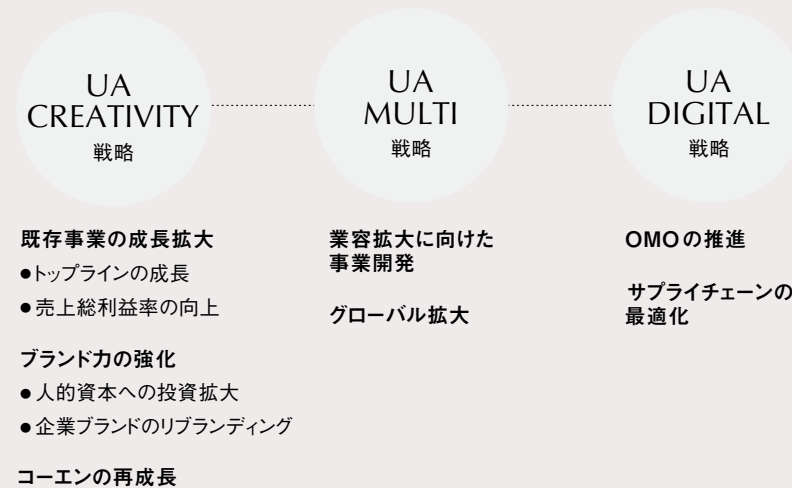 UA
CREATIVITY
戦略
既存事業の成長拡大
●トップラインの成長
●売上総利益率の向上
ブランド力の強化
●人的資本への投資拡大
●企業ブランドのリブランディング
コーエンの再成長
UA
MULTI
戦略
業容拡大に向けた
事業開発
グローバル拡大
UA
DIGITAL
戦略
OMOの推進
サプライチェーンの
最適化